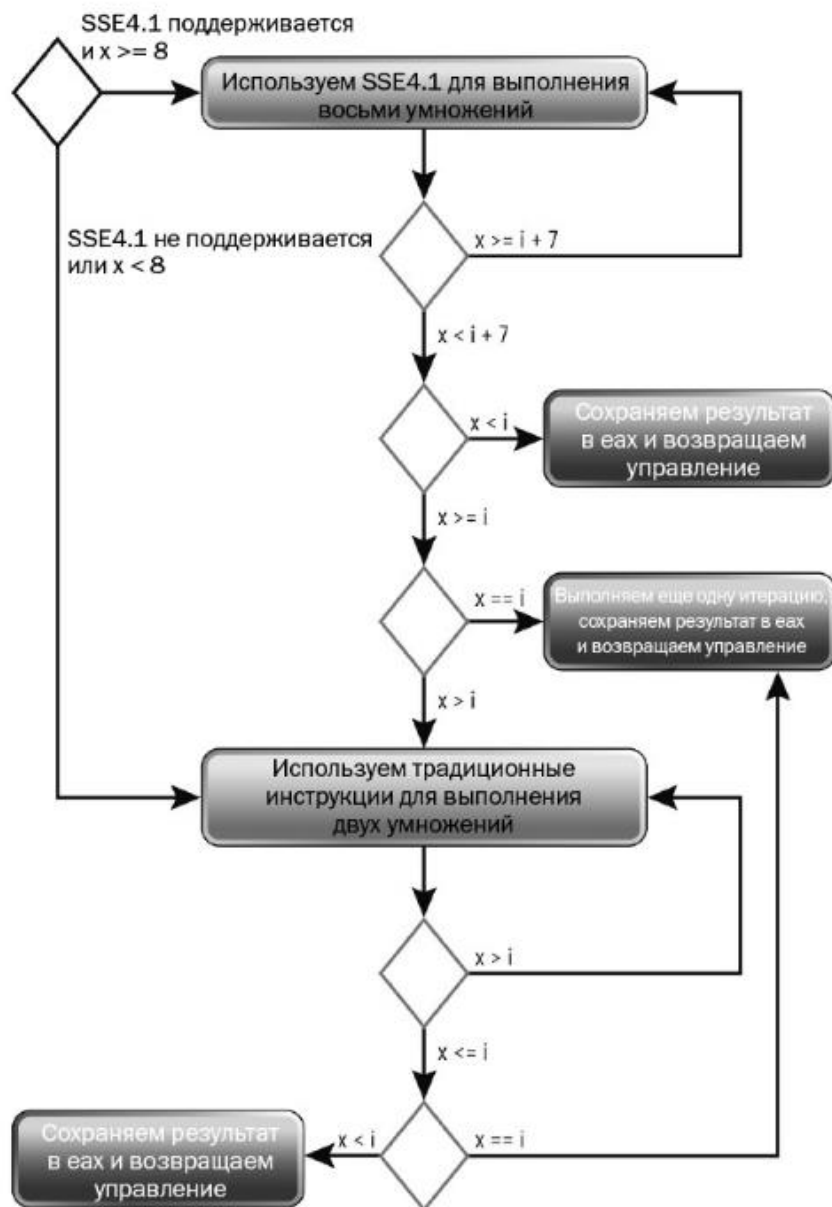 SSE4.1 поддерживается
и x >= 8
Используем SSE4.1 для выполнения
восьми умножений
SSE4.1 не поддерживается
или x < 8
x >= i + 7
x < i + 7
x < i
Сохраняем результат
в eax и возвращаем
управление
x >= i
x == i
Выполняем еще одну итерацию,
сохраняем результат в eax
и возвращаем управление
x > i
Используем традиционные
инструкции для выполнения
двух умножений
x > i
x <= i
Сохраняем результат
в eax и возвращаем
управление
x < i
x == i